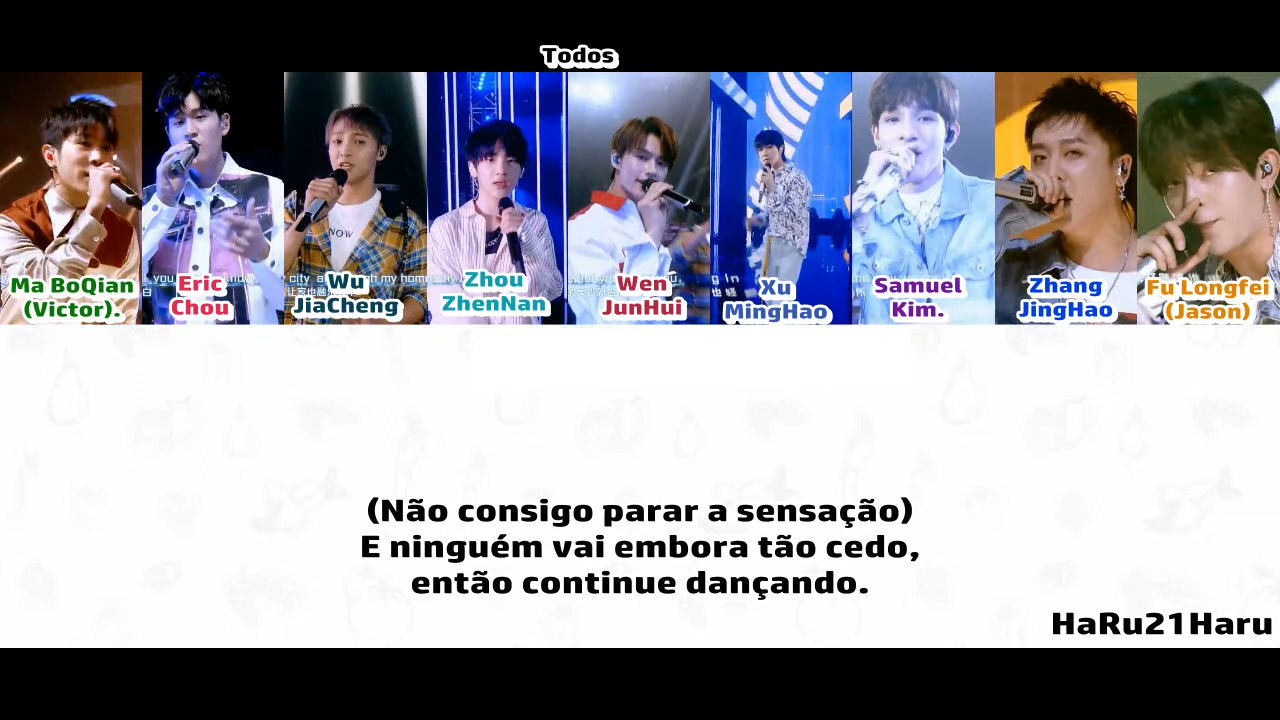 Todos
Ma BoQian
(Victor).
Eric
Chou
Wu
JiaCheng
Zhou
ZhenNan
Wen
JunHui
Xu
MingHao
Samuel
Kim.
Zhang
JingHao
Fu Longfei
(Jason)
(Não consigo parar a sensação)
E ninguém vai embora tão cedo,
então continue dançando.
HaRu21Haru